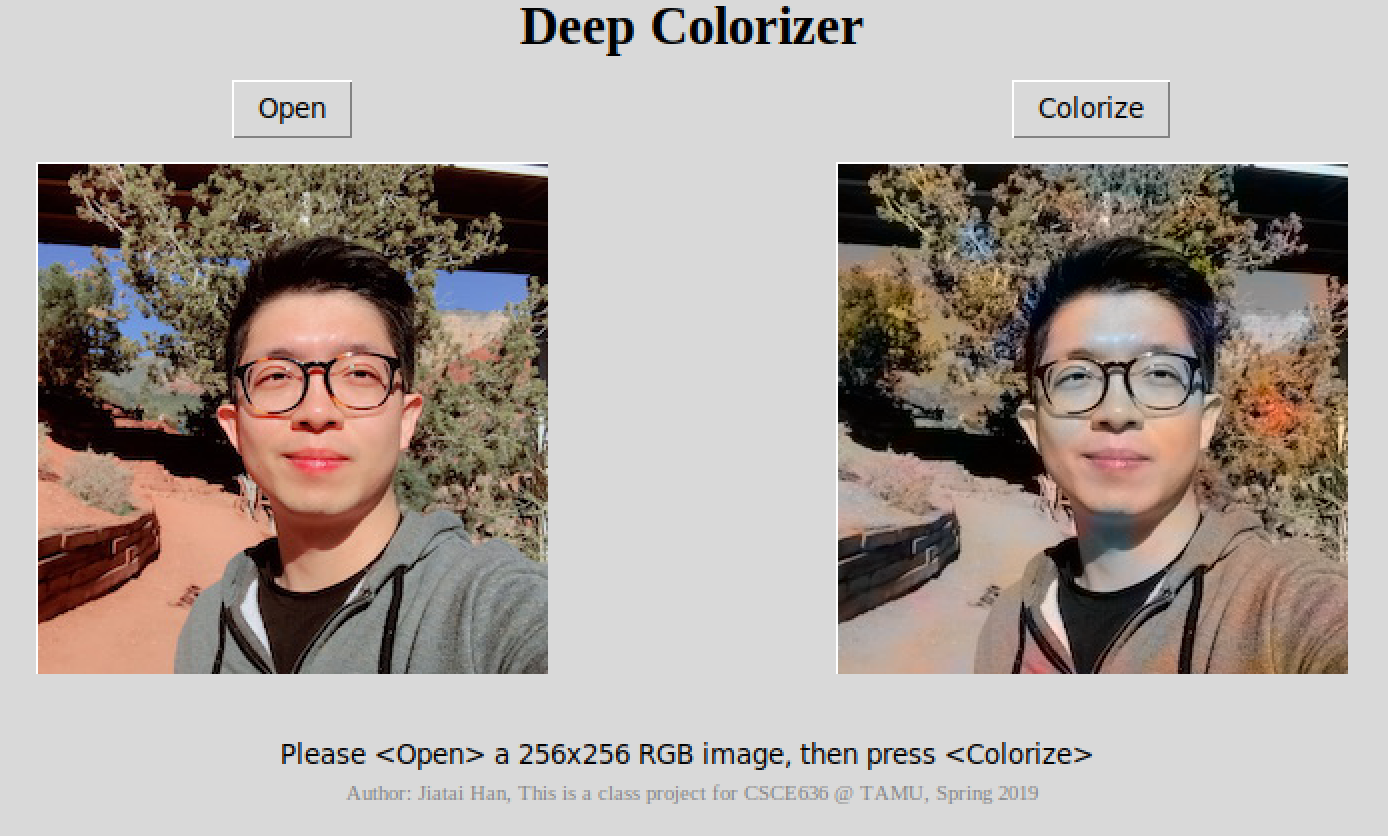 Deep Colorizer
Open
Colorize
Please <Open> a 256x256 RGB image, then press <Colorize>
Author: Jiatai Han, This is a class project for CSCE636 @ TAMU, Spring 2019